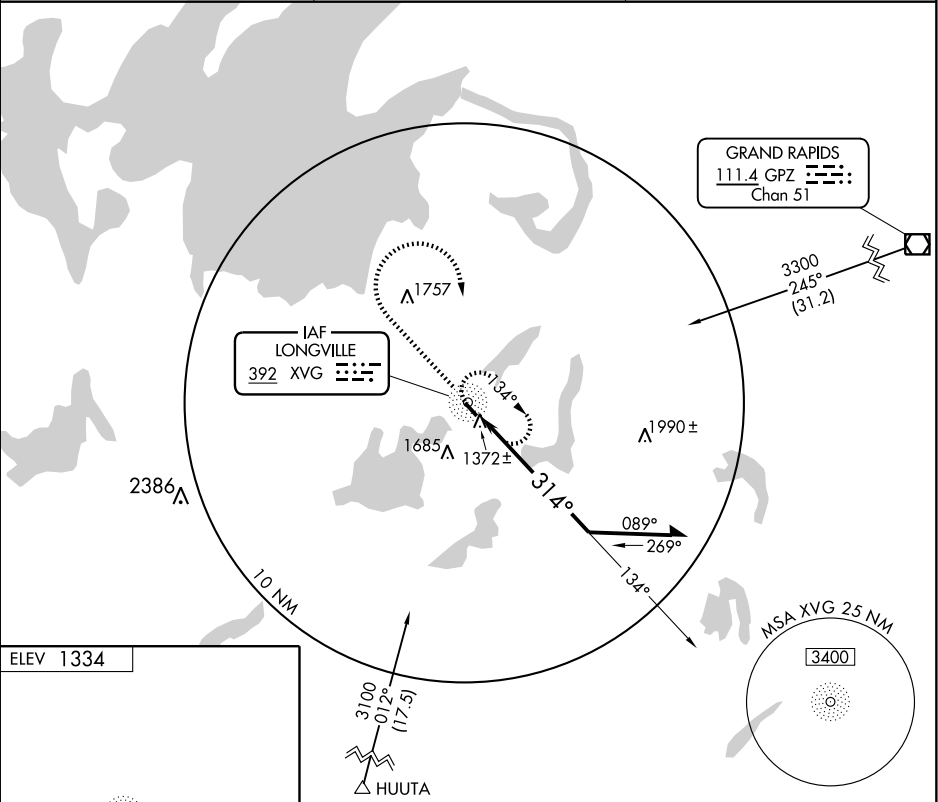 GRAND RAPIDS
111.4 GPZ
Chan 51
3300
245°
(31.2)
1757
IAF
LONGVILLE
392 XVG
134°
1990 ±
1685
1372 ±
2386
314°
089°
269°
134°
10 NM
MSA XVG 25 NM
3400
ELEV 1334
3100
012°
(17.5)
HUUTA